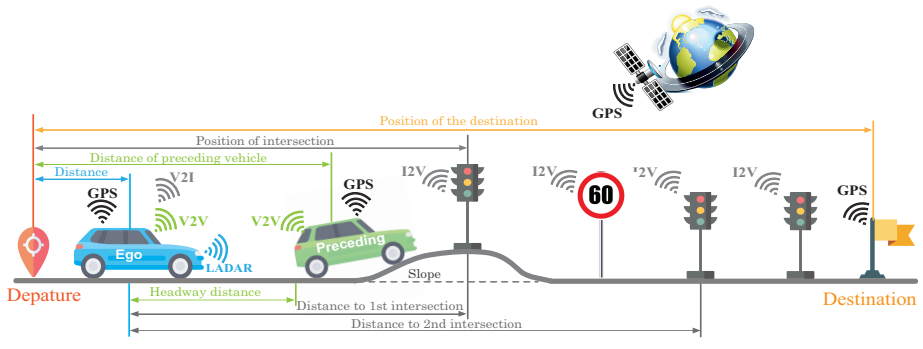 GPS
Position of the destination
Position of intersection
Distance of preceding vehicle
Distance
V2I
GPS
V2V
V2V
GPS
I2V
I2V
60
I2V
I2V
GPS
Ego
LADAR
Preceding
Slope
Depature
Headway distance
Destination
Distance to 1st intersection
Distance to 2nd intersection